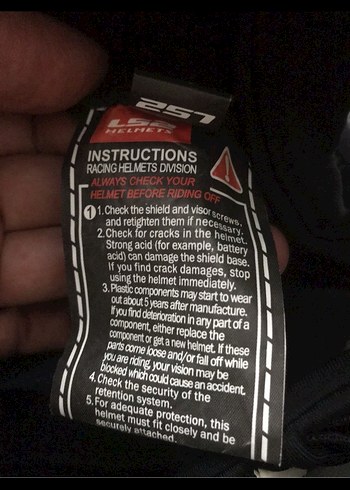 LS2
LS2
HELMETS
INSTRUCTIONS
RACING HELMETS DIVISION
ALWAYS CHECK YOUR
HELMET BEFORE RIDING OFF
1 1.Check the shield and visor screws,
and retighten them if necessary.
2.Check for cracks in the helmet.
Strong acid (for example, battery
acid) can damage the shield base.
If you find crack damages, stop
using the helmet immediately.
3.Plastic components may start to wear
out about 5 years after manufacture.
If you find deterioration in any part of a
component, either replace the
component or get a new helmet. If these
parts come loose and/or fall off while
you are riding, your vision may be
blocked which could cause an accident.
4.Check the security of the
retention system.
5.For adequate protection, this
helmet must fit closely and be
securely attached.